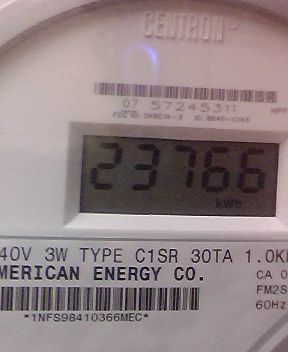 CENTRON®
07 57245311
23766
kWh
40V 3W TYPE C1SR 30TA 1.0K
MERICAN ENERGY CO.
CA 0
FM2S
60Hz
*1NFS98410366MEC*